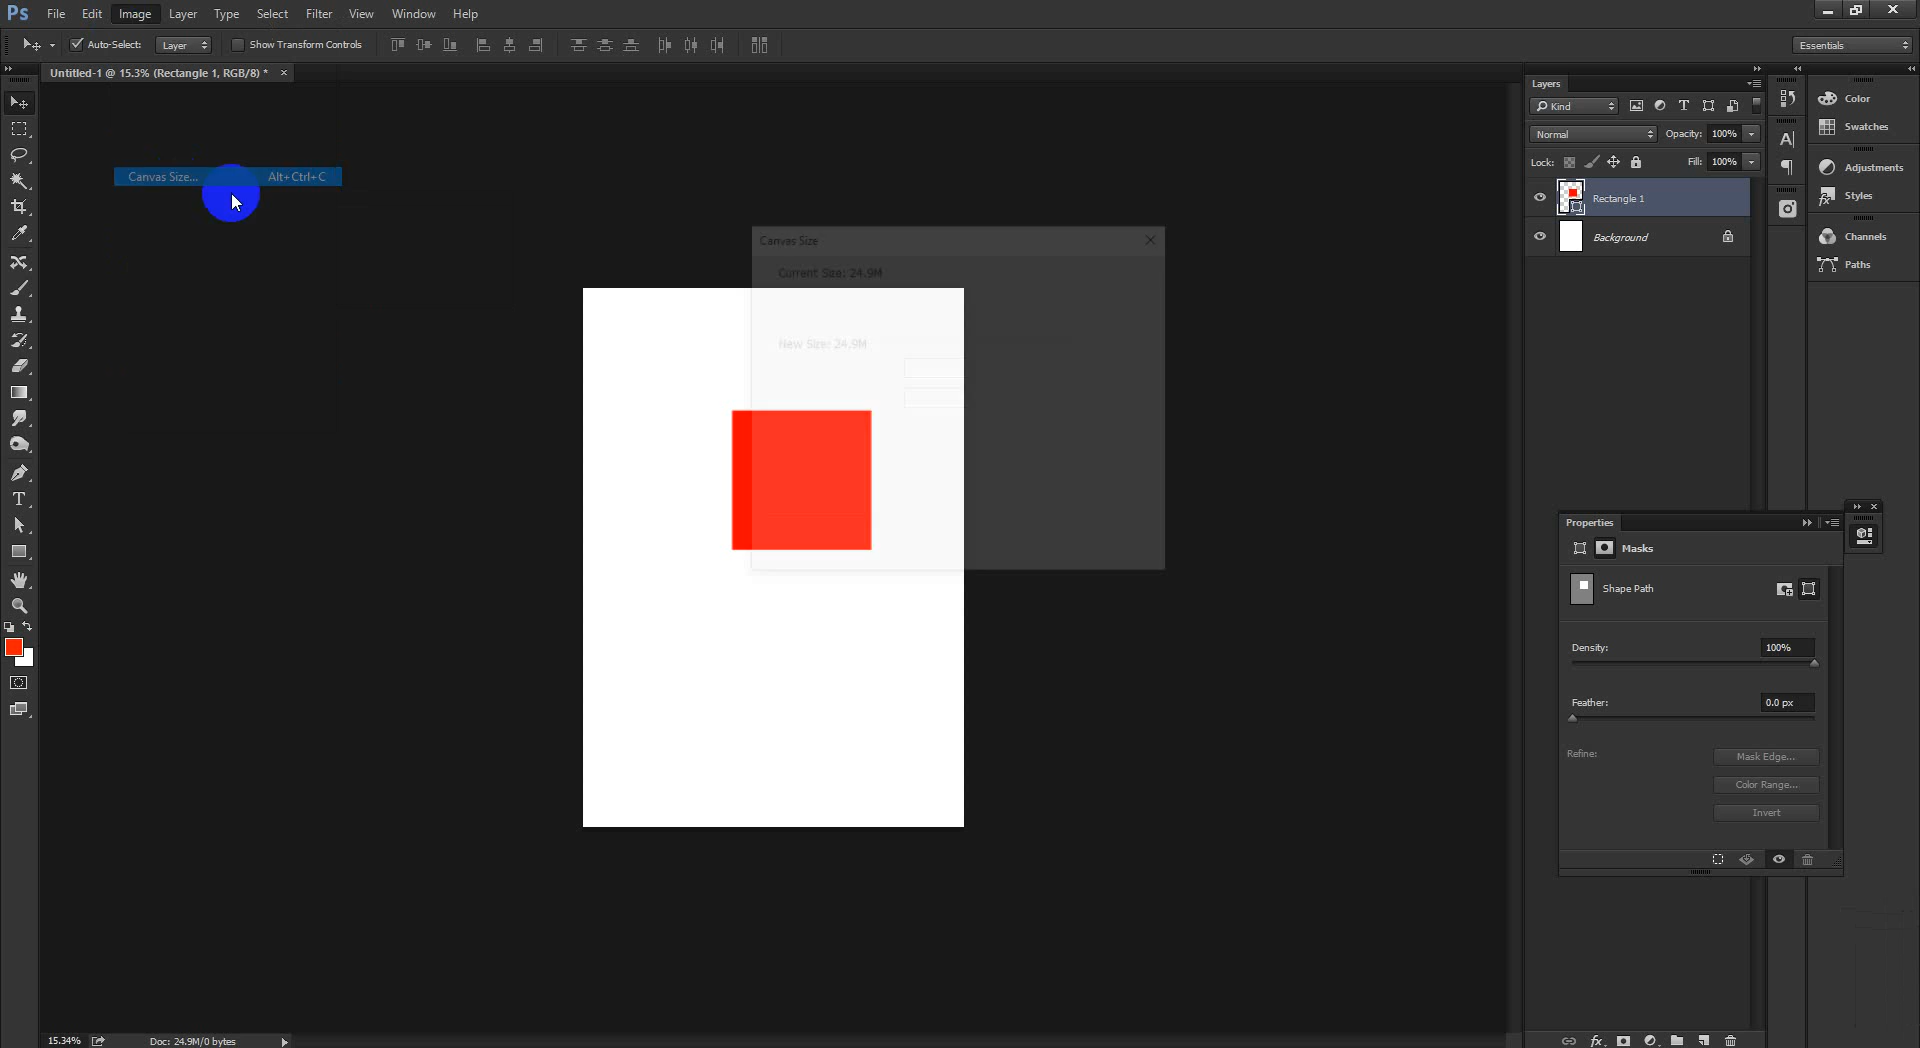 Ps File Edit Image Layer Type Select Filter View Window Help
Auto-Select: Layer Show Transform Controls Essentials
Untitled-1 @ 15.3% (Rectangle 1, RGB/8) *
Canvas Size... Alt+Ctrl+C
Canvas Size
Current Size: 24.9M
New Size: 24.9M
Layers
Kind
Normal Opacity: 100%
Lock: Fill: 100%
Rectangle 1
Background
Color
Swatches
Adjustments
Styles
Channels
Paths
Properties
Masks
Shape Path
Density: 100%
Feather: 0.0 px
Refine: Mask Edge...
Color Range...
Invert
15.34% Doc: 24.9M/0 bytes